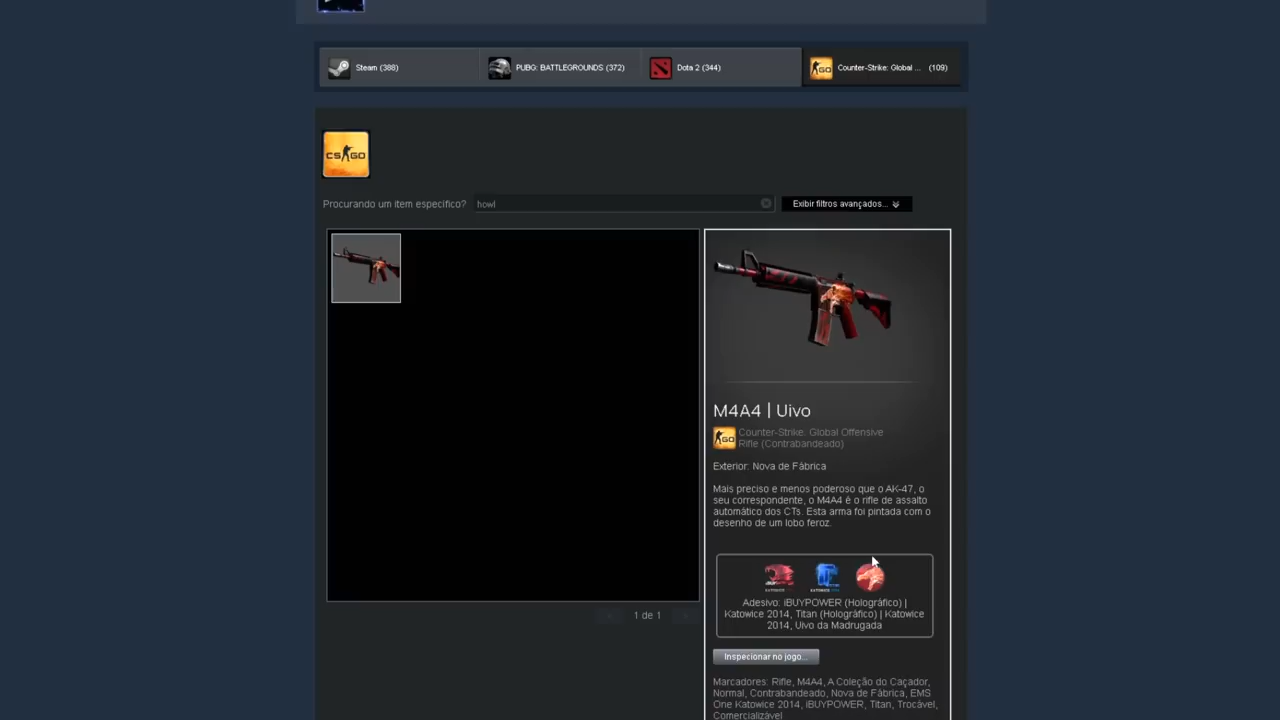 Steam (388)
PUBG: BATTLEGROUNDS (372)
Dota 2 (344)
Counter-Strike: Global ... (109)
CS GO
Procurando um item específico?
howl
Exibir filtros avançados...
M4A4 | Uivo
Counter-Strike: Global Offensive
Rifle (Contrabandeado)
Exterior: Nova de Fábrica
Mais preciso e menos poderoso que o AK-47, o
seu correspondente, o M4A4 é o rifle de assalto
automático dos CTs. Esta arma foi pintada com o
desenho de um lobo feroz.
Adesivo: iBUYPOWER (Holográfico) |
Katowice 2014, Titan (Holográfico) | Katowice
2014, Uivo da Madrugada
1 de 1
Inspecionar no jogo...
Marcadores: Rifle, M4A4, A Coleção do Caçador,
Normal, Contrabandeado, Nova de Fábrica, EMS
One Katowice 2014, iBUYPOWER, Titan, Trocável,
Comercializável